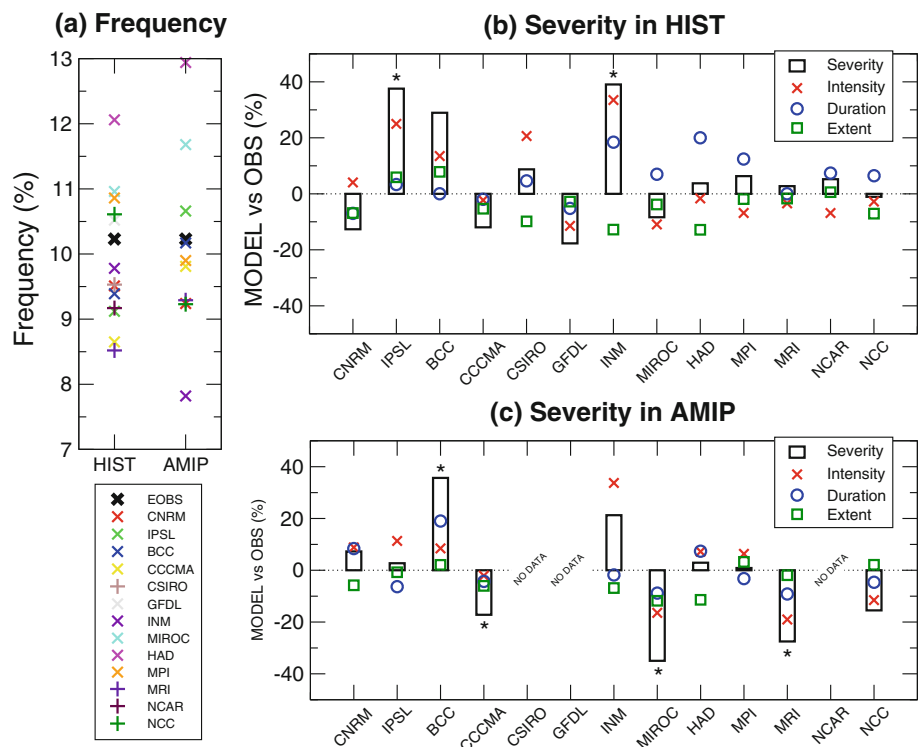 (a) Frequency
13
12
11
10
9
8
7
Frequency (%)
HIST AMIP
EOBS
CNRM
IPSL
BCC
CCCMA
CSIRO
GFDL
INM
MIROC
HAD
MPI
MRI
NCAR
NCC
(b) Severity in HIST
MODEL vs OBS (%)
40
20
0
-20
-40
* *
Severity
Intensity
Duration
Extent
CNRM IPSL BCC CCCMA CSIRO GFDL INM MIROC HAD MPI MRI NCAR NCC
(c) Severity in AMIP
MODEL vs OBS (%)
40
20
0
-20
-40
*
Severity
Intensity
Duration
Extent
NO DATA NO DATA NO DATA
* * *
CNRM IPSL BCC CCCMA CSIRO GFDL INM MIROC HAD MPI MRI NCAR NCC